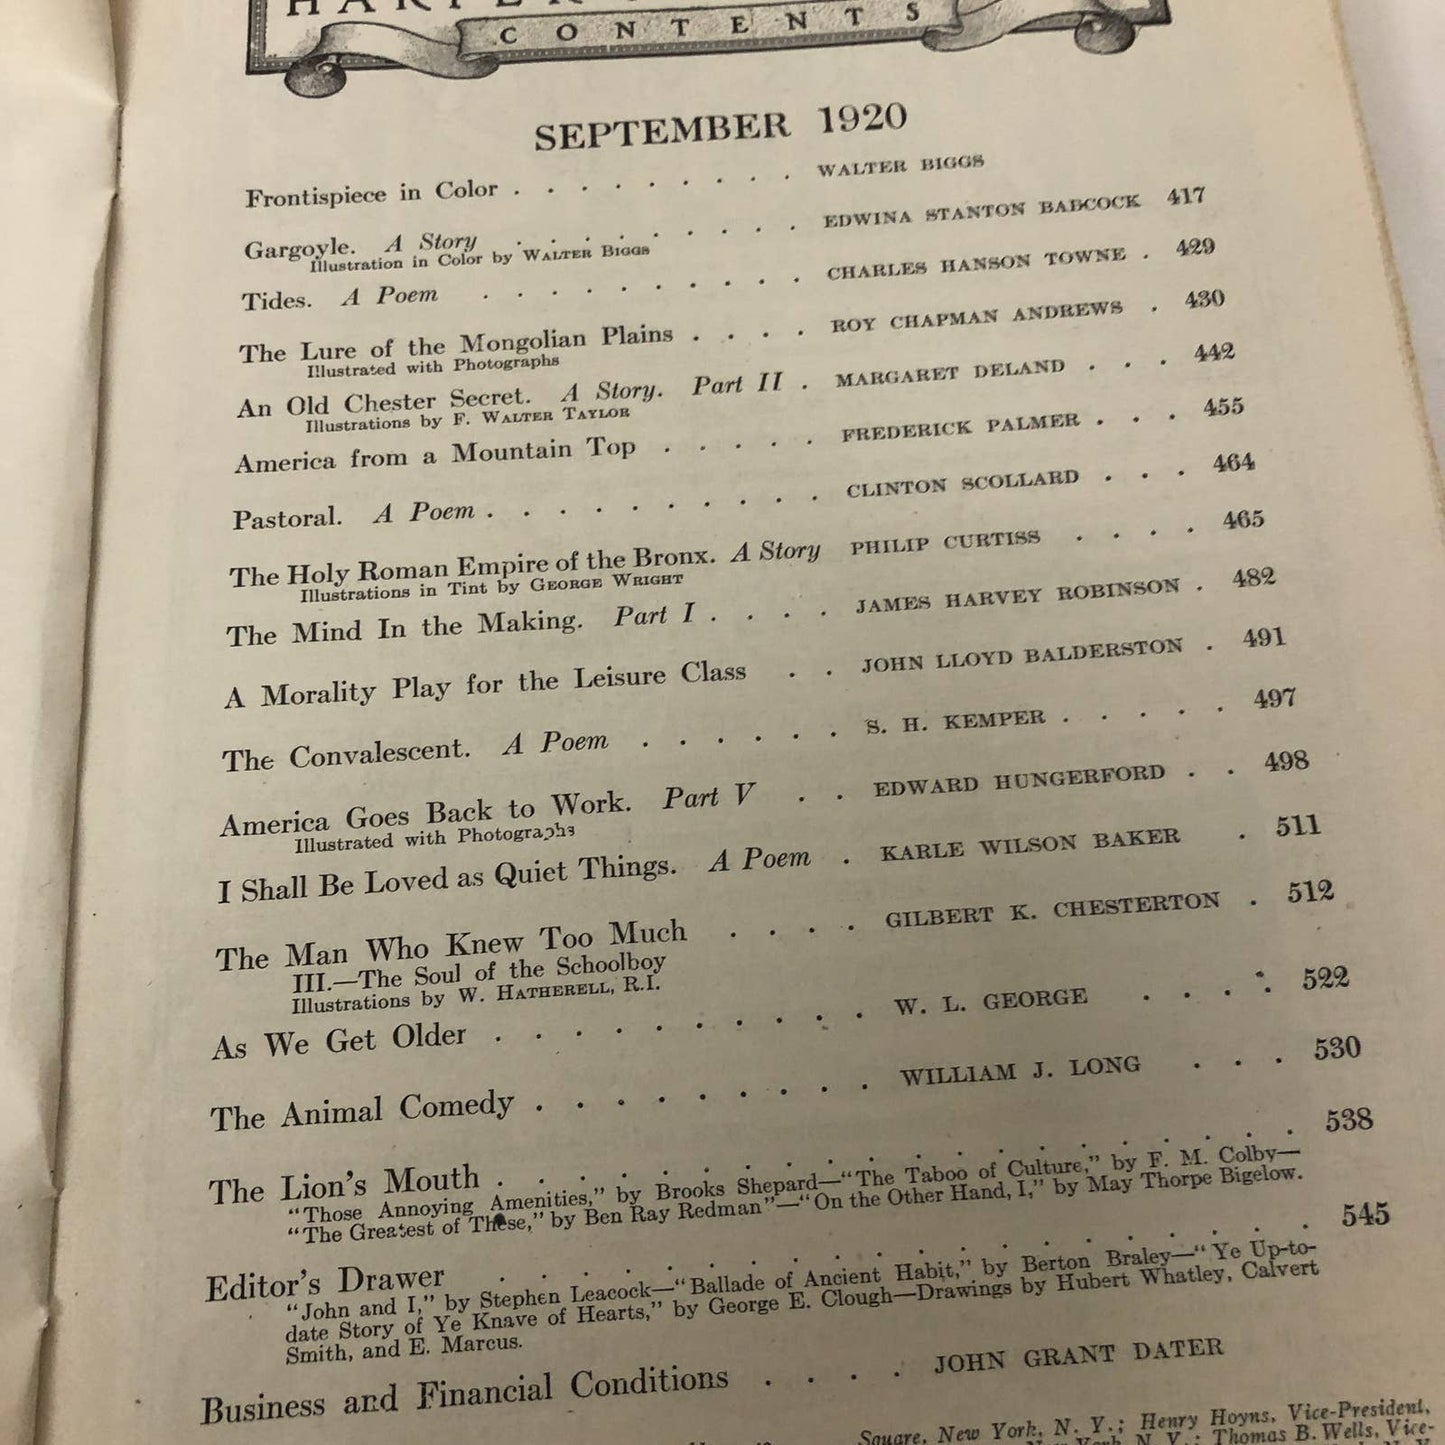 CONTENTS
SEPTEMBER 1920
Frontispiece in Color . . . . . . . . . WALTER BIGGS
Gargoyle. A Story . . . . . . . . . EDWINA STANTON BABCOCK 417
Illustration in Color by WALTER BIGGS
Tides. A Poem . . . . . . . . . . CHARLES HANSON TOWNE . 429
The Lure of the Mongolian Plains . . . . ROY CHAPMAN ANDREWS . 430
Illustrated with Photographs
An Old Chester Secret. A Story. Part II . MARGARET DELAND . . . 442
Illustrations by F. WALTER TAYLOR
America from a Mountain Top . . . . . FREDERICK PALMER . . . 455
Pastoral. A Poem . . . . . . . . . . CLINTON SCOLLARD . . . 464
The Holy Roman Empire of the Bronx. A Story PHILIP CURTISS . . . . 465
Illustrations in Tint by GEORGE WRIGHT
The Mind In the Making. Part I . . . . JAMES HARVEY ROBINSON . 482
A Morality Play for the Leisure Class . . JOHN LLOYD BALDERSTON . 491
The Convalescent. A Poem . . . . . . S. H. KEMPER . . . . . 497
America Goes Back to Work. Part V . . EDWARD HUNGERFORD . . 498
Illustrated with Photographs
I Shall Be Loved as Quiet Things. A Poem . KARLE WILSON BAKER . 511
The Man Who Knew Too Much . . . . GILBERT K. CHESTERTON . 512
III.—The Soul of the Schoolboy
Illustrations by W. HATHERELL, R.I.
As We Get Older . . . . . . . . . . W. L. GEORGE . . . . 522
The Animal Comedy . . . . . . . . . WILLIAM J. LONG . . . 530
The Lion's Mouth . . . . . . . . . . . . . . . . . . . . 538
"Those Annoying Amenities," by Brooks Shepard—"The Taboo of Culture," by F. M. Colby—
"The Greatest of These," by Ben Ray Redman"—"On the Other Hand, I," by May Thorpe Bigelow.
Editor's Drawer . . . . . . . . . . . . . . . . . . . . 545
"John and I," by Stephen Leacock—"Ballade of Ancient Habit," by Berton Braley—"Ye Up-to-
date Story of Ye Knave of Hearts," by George E. Clough—Drawings by Hubert Whatley, Calvert
Smith, and E. Marcus.
Business and Financial Conditions . . . . JOHN GRANT DATER
Square, New York, N. Y.; Henry Hoyns, Vice-President,
York, N. Y.; Thomas B. Wells, Vice-